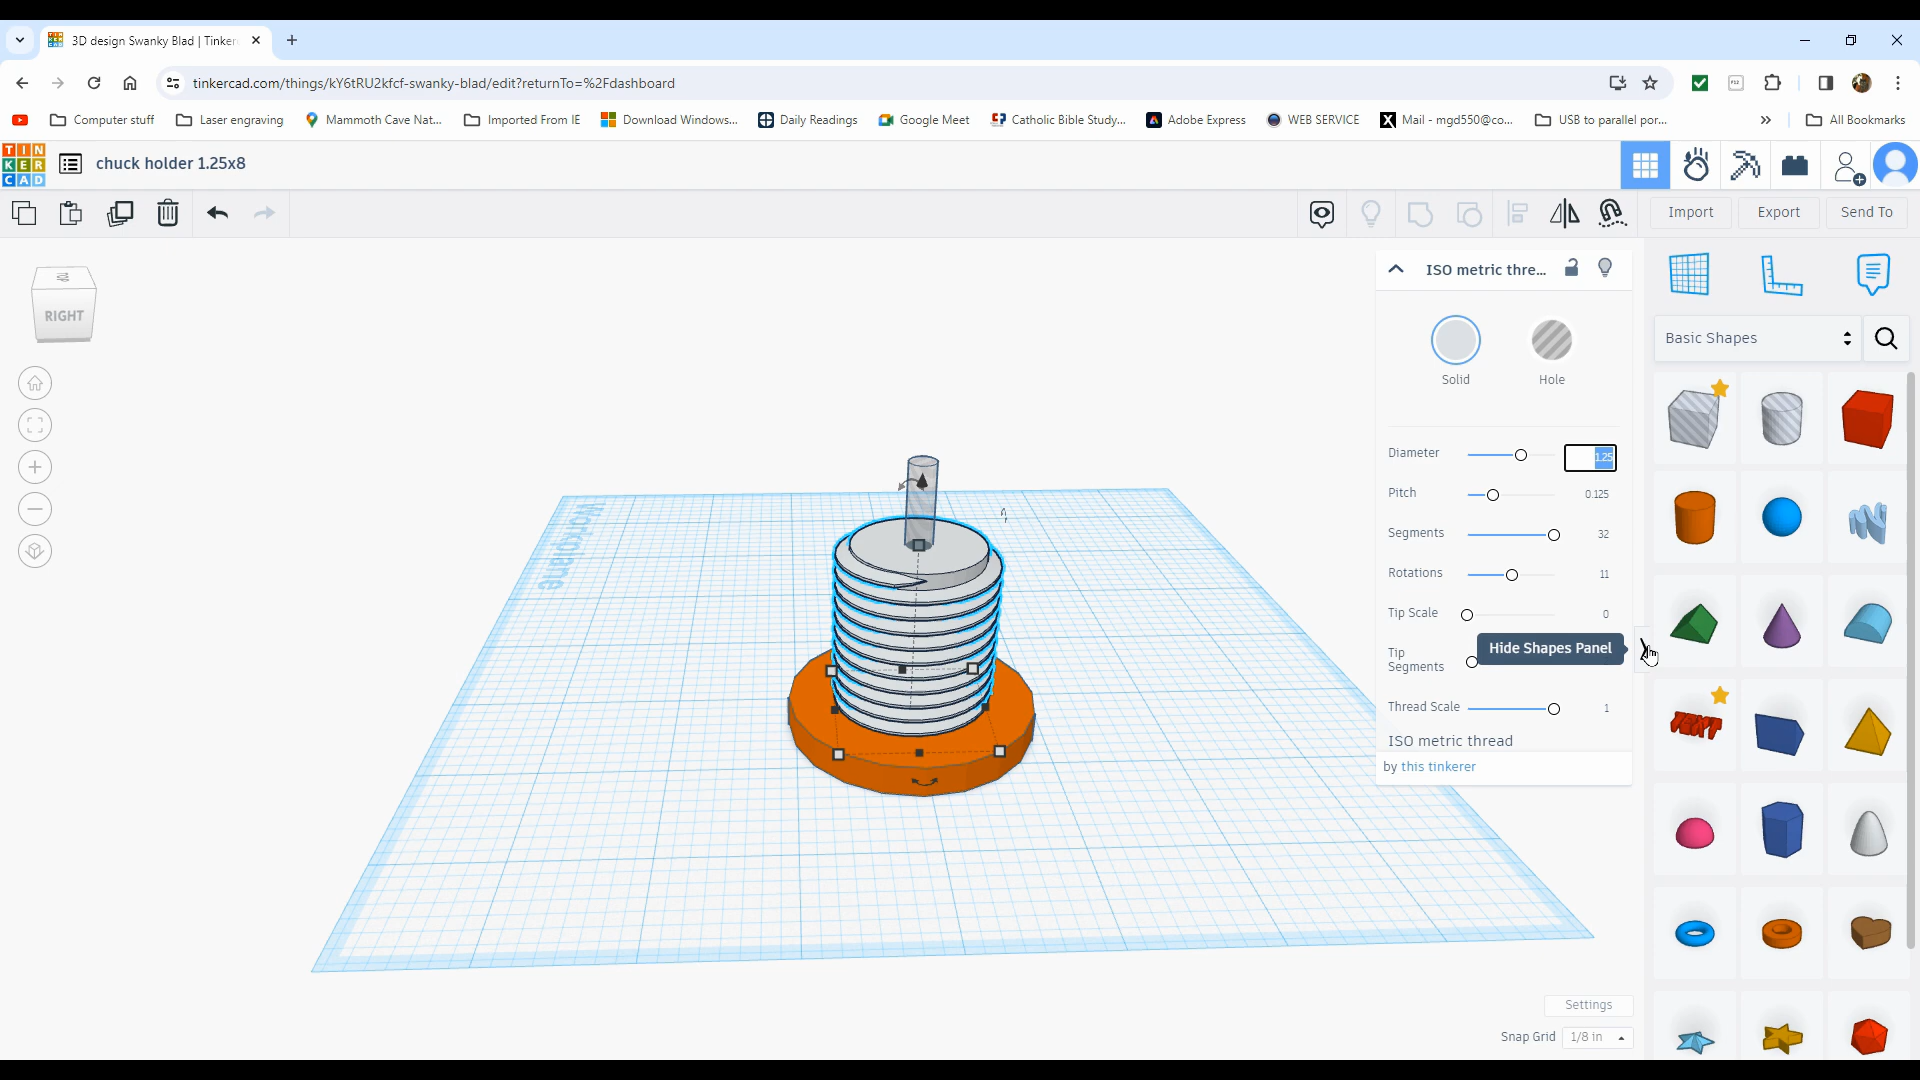 3D design Swanky Blad | Tinker
tinkercad.com/things/kY6tRU2kfcf-swanky-blad/edit?returnTo=%2Fdashboard
Computer stuff
Laser engraving
Mammoth Cave Nat...
Imported From IE
Download Windows...
Daily Readings
Google Meet
Catholic Bible Study...
Adobe Express
WEB SERVICE
Mail - mgd550@co...
USB to parallel por...
All Bookmarks
TIN
KER
CAD
chuck holder 1.25x8
Import
Export
Send To
RIGHT
Workplane
ISO metric thre...
Solid
Hole
Diameter
1.25
Pitch
0.125
Segments
32
Rotations
11
Tip Scale
0
Tip
Segments
Hide Shapes Panel
Thread Scale
1
ISO metric thread
by this tinkerer
Basic Shapes
TEXT
Settings
Snap Grid
1/8 in